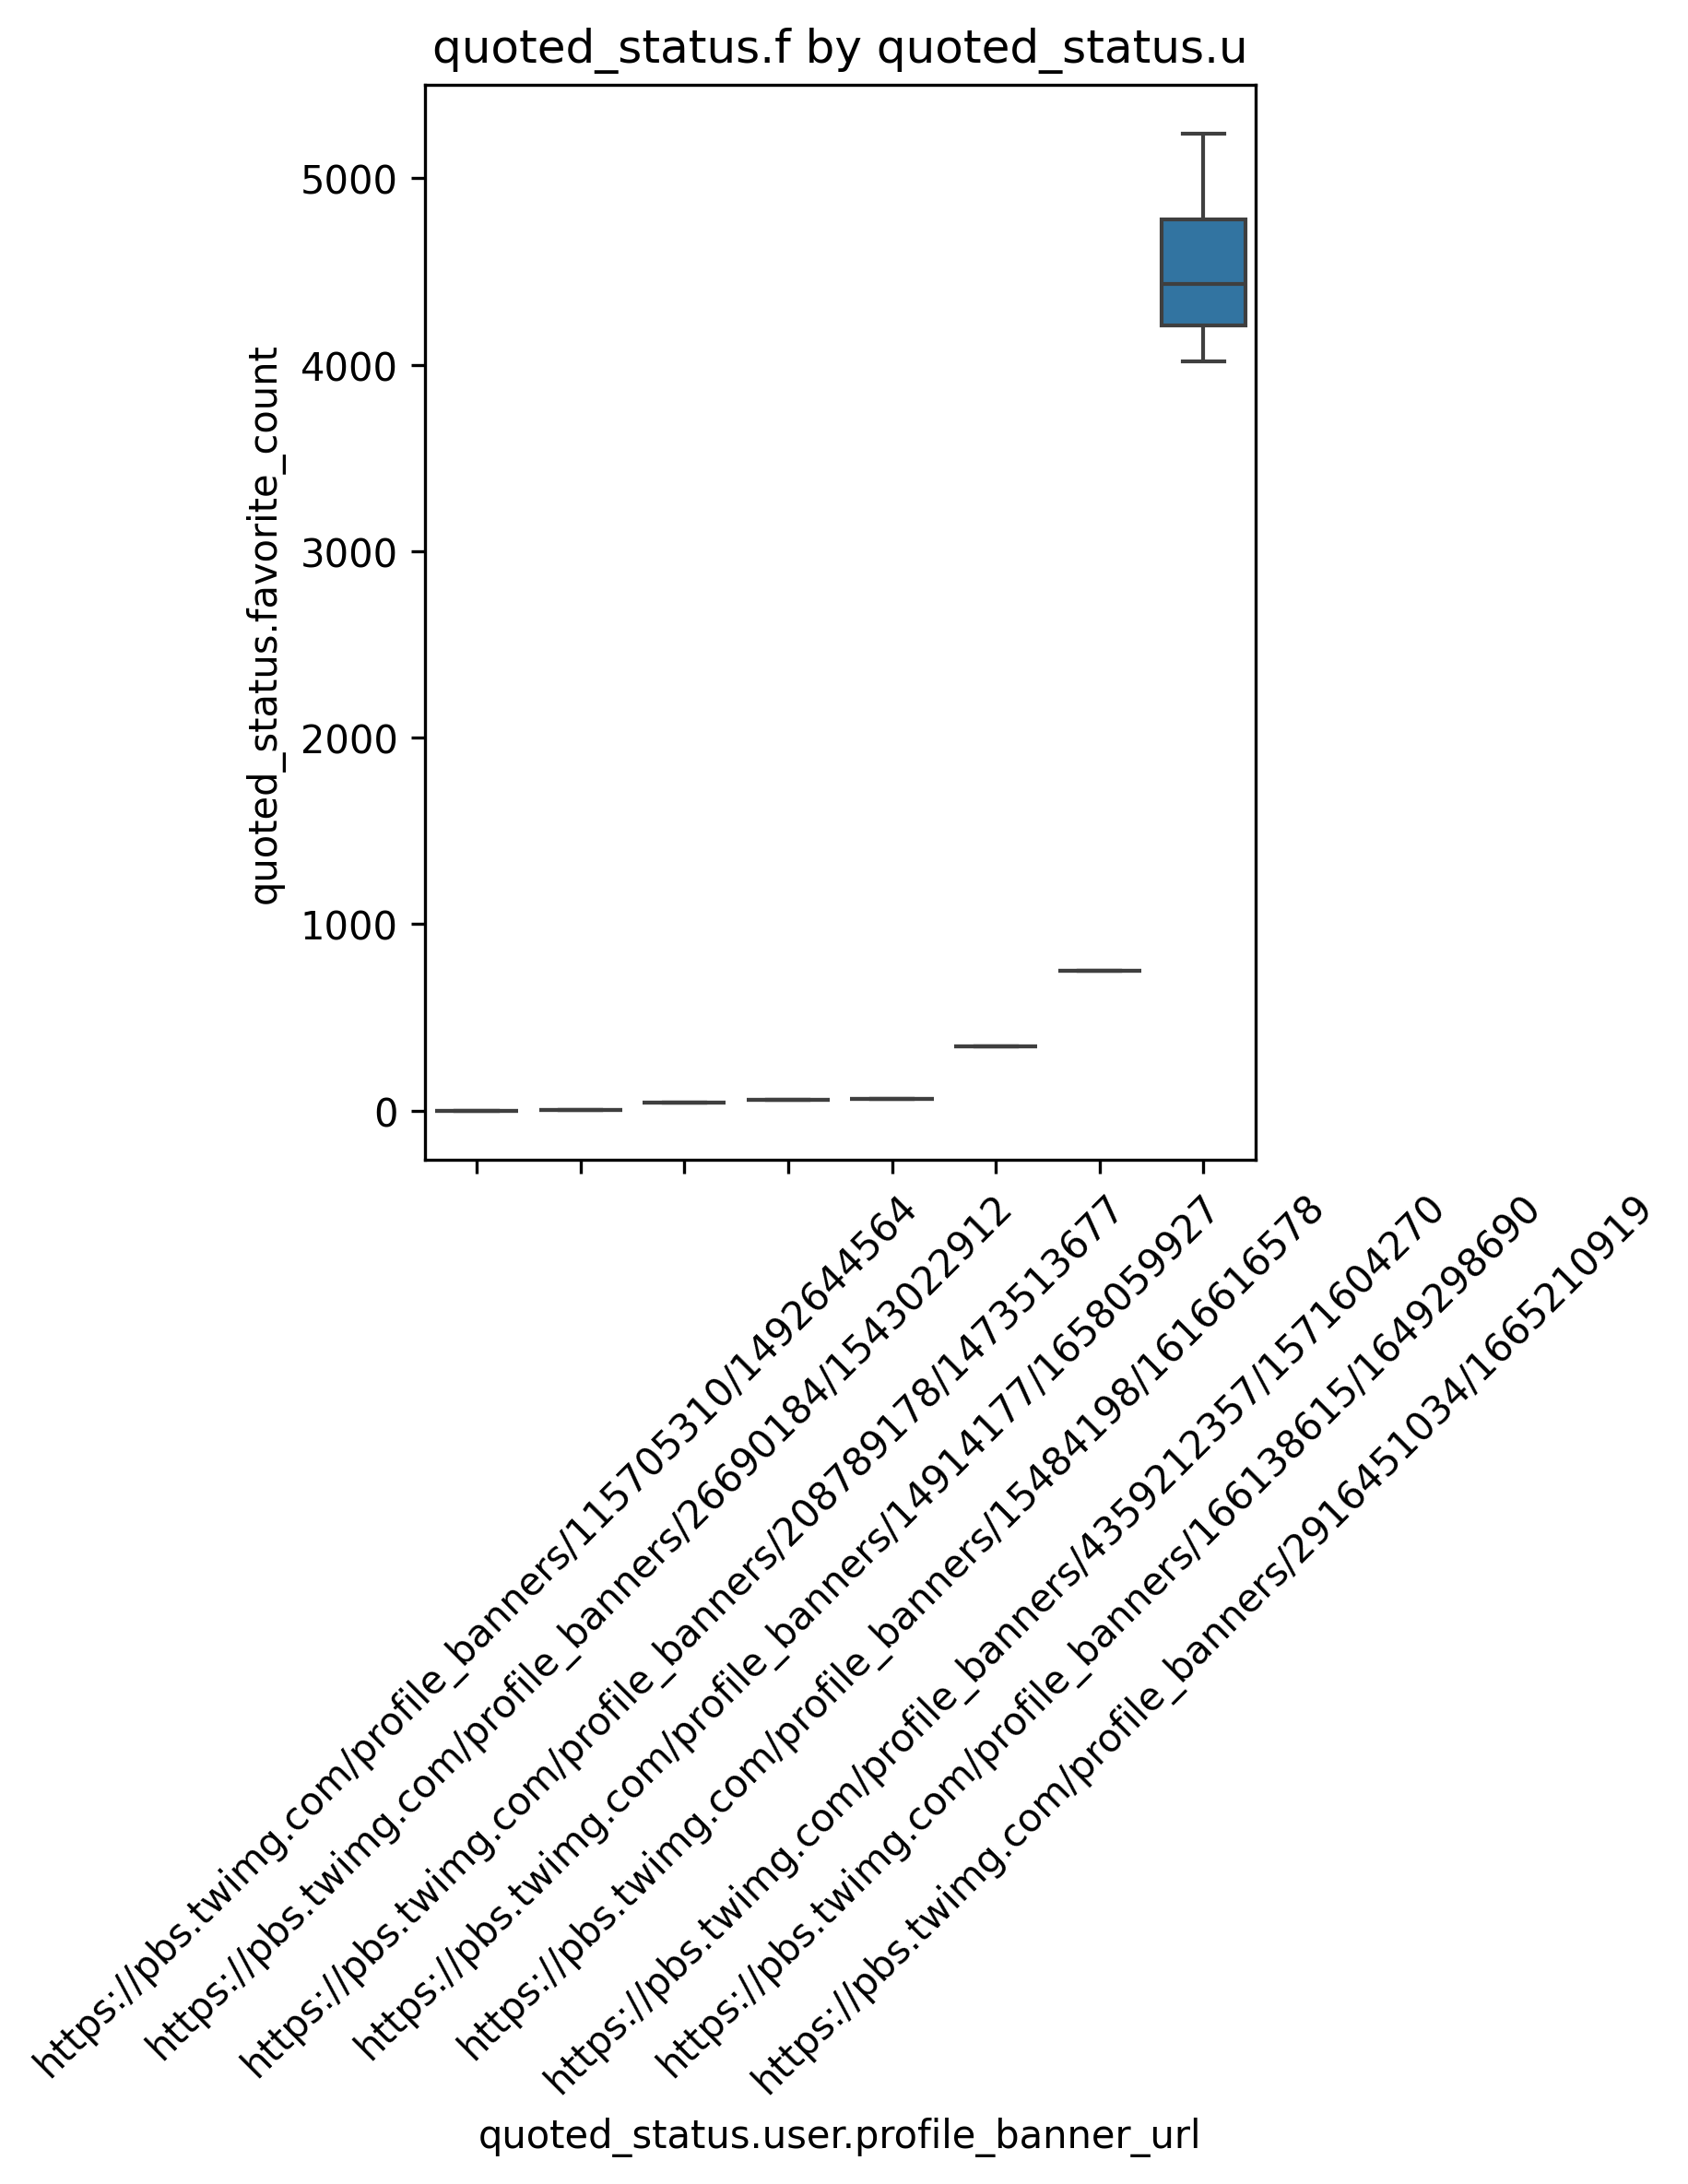 quoted_status.f by quoted_status.u
quoted_status.favorite_count
5000
4000
3000
2000
1000
0
https://pbs.twimg.com/profile_banners/115705310/1492644564
https://pbs.twimg.com/profile_banners/26690184/1543022912
https://pbs.twimg.com/profile_banners/208789178/1473513677
https://pbs.twimg.com/profile_banners/14914177/1658059927
https://pbs.twimg.com/profile_banners/15484198/1616616578
https://pbs.twimg.com/profile_banners/4359212357/1571604270
https://pbs.twimg.com/profile_banners/166138615/1649298690
https://pbs.twimg.com/profile_banners/2916451034/1665210919
quoted_status.user.profile_banner_url